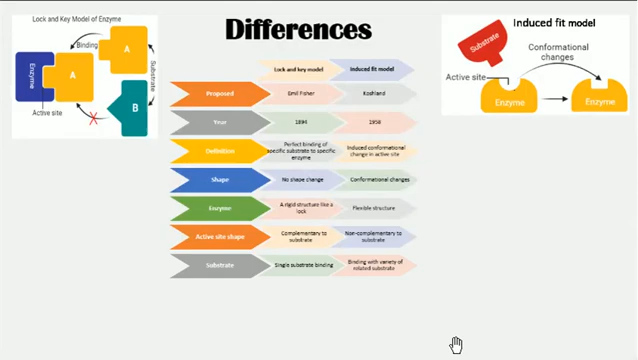 Differences
Lock and Key Model of Enzyme
Binding
A
A
Enzyme
Substrate
B
Active site
Induced fit model
Substrate
Conformational
changes
Active site
Enzyme
Enzyme
Lock and key model
Induced fit model
Proposed
Emil Fisher
Koshland
Year
1894
1958
Definition
Perfect binding of
specific substrate to specific
enzyme
Induced conformational
change in active site
Shape
No shape change
Conformational changes
Enzyme
A rigid structure like a
lock
Flexible structure
Active site shape
Complementary to
substrate
Non-complementary to
substrate
Substrate
Single substrate binding
Binding with variety of
related substrate